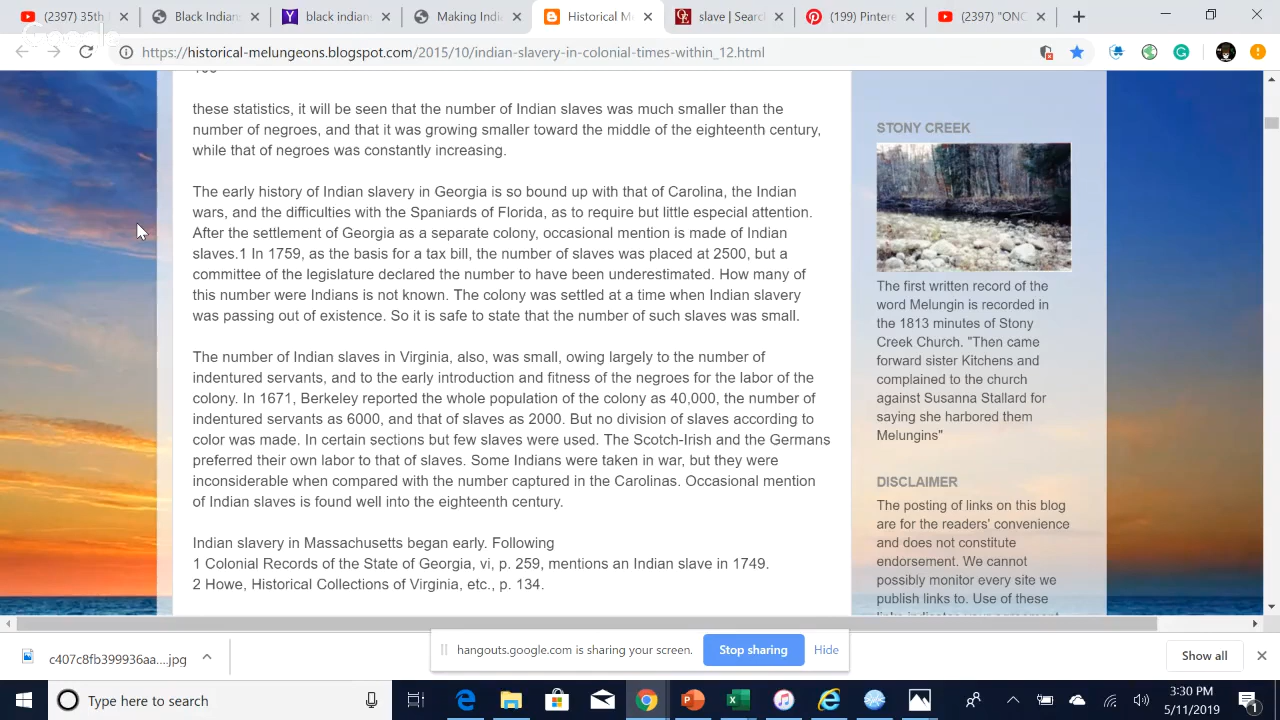 (2397) 35th
Black Indian
black indians
Making India
Historical M
slave | Searc
(199) Pintere
(2397) "ONC
Google
https://historical-melungeons.blogspot.com/2015/10/indian-slavery-in-colonial-times-within_12.html
these statistics, it will be seen that the number of Indian slaves was much smaller than the
number of negroes, and that it was growing smaller toward the middle of the eighteenth century,
while that of negroes was constantly increasing.
The early history of Indian slavery in Georgia is so bound up with that of Carolina, the Indian
wars, and the difficulties with the Spaniards of Florida, as to require but little especial attention.
After the settlement of Georgia as a separate colony, occasional mention is made of Indian
slaves.1 In 1759, as the basis for a tax bill, the number of slaves was placed at 2500, but a
committee of the legislature declared the number to have been underestimated. How many of
this number were Indians is not known. The colony was settled at a time when Indian slavery
was passing out of existence. So it is safe to state that the number of such slaves was small.
The number of Indian slaves in Virginia, also, was small, owing largely to the number of
indentured servants, and to the early introduction and fitness of the negroes for the labor of the
colony. In 1671, Berkeley reported the whole population of the colony as 40,000, the number of
indentured servants as 6000, and that of slaves as 2000. But no division of slaves according to
color was made. In certain sections but few slaves were used. The Scotch-Irish and the Germans
preferred their own labor to that of slaves. Some Indians were taken in war, but they were
inconsiderable when compared with the number captured in the Carolinas. Occasional mention
of Indian slaves is found well into the eighteenth century.
Indian slavery in Massachusetts began early. Following
1 Colonial Records of the State of Georgia, vi, p. 259, mentions an Indian slave in 1749.
2 Howe, Historical Collections of Virginia, etc., p. 134.
STONY CREEK
The first written record of the
word Melungin is recorded in
the 1813 minutes of Stony
Creek Church. "Then came
forward sister Kitchens and
complained to the church
against Susanna Stallard for
saying she harbored them
Melungins"
DISCLAIMER
The posting of links on this blog
are for the readers' convenience
and does not constitute
endorsement. We cannot
possibly monitor every site we
publish links to. Use of these
c407c8fb399936aa....jpg
hangouts.google.com is sharing your screen.
Stop sharing
Hide
Show all
Type here to search
3:30 PM
5/11/2019